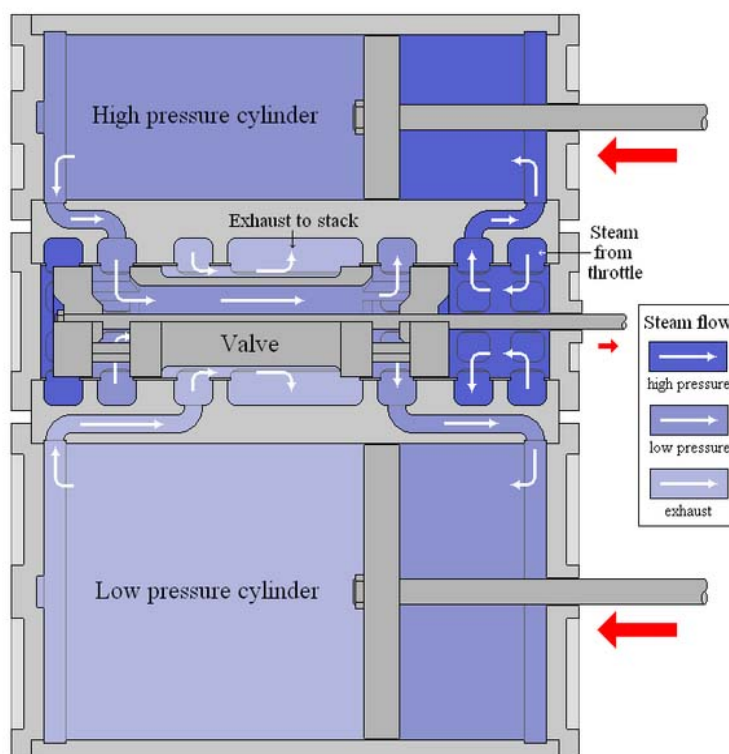 High pressure cylinder
Exhaust to stack
Steam
from
throttle
Valve
Steam flow
high pressure
low pressure
exhaust
Low pressure cylinder